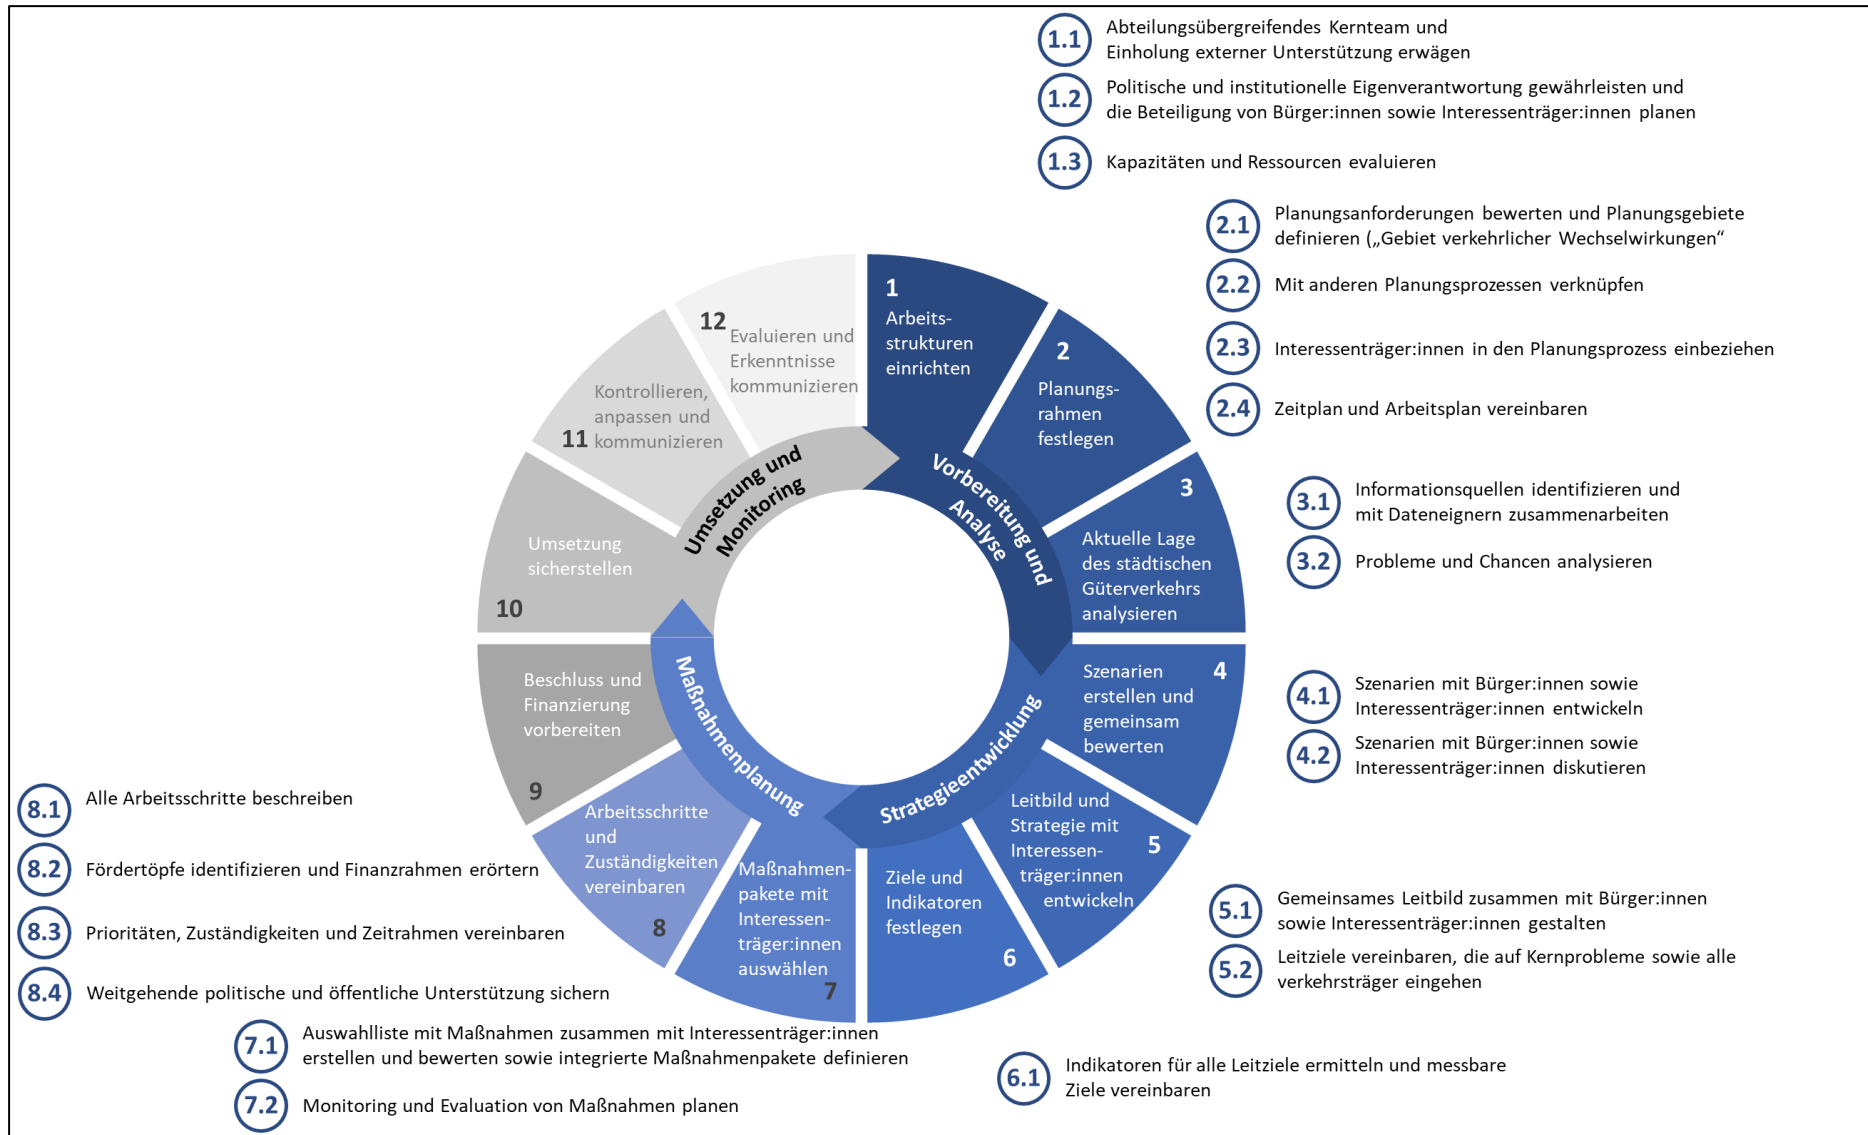 1.1
Abteilungsübergreifendes Kernteam und
Einholung externer Unterstützung erwägen
1.2
Politische und institutionelle Eigenverantwortung gewährleisten und
die Beteiligung von Bürger:innen sowie Interessenträger:innen planen
1.3
Kapazitäten und Ressourcen evaluieren
2.1
Planungsanforderungen bewerten und Planungsgebiete
definieren („Gebiet verkehrlicher Wechselwirkungen“
2.2
Mit anderen Planungsprozessen verknüpfen
2.3
Interessenträger:innen in den Planungsprozess einbeziehen
2.4
Zeitplan und Arbeitsplan vereinbaren
3.1
Informationsquellen identifizieren und
mit Dateneignern zusammenarbeiten
3.2
Probleme und Chancen analysieren
4.1
Szenarien mit Bürger:innen sowie
Interessenträger:innen entwickeln
4.2
Szenarien mit Bürger:innen sowie
Interessenträger:innen diskutieren
5.1
Gemeinsames Leitbild zusammen mit Bürger:innen
sowie Interessenträger:innen gestalten
5.2
Leitziele vereinbaren, die auf Kernprobleme sowie alle
verkehrsträger eingehen
6.1
Indikatoren für alle Leitziele ermitteln und messbare
Ziele vereinbaren
7.1
Auswahlliste mit Maßnahmen zusammen mit Interessenträger:innen
erstellen und bewerten sowie integrierte Maßnahmenpakete definieren
7.2
Monitoring und Evaluation von Maßnahmen planen
8.1
Alle Arbeitsschritte beschreiben
8.2
Fördertöpfe identifizieren und Finanzrahmen erörtern
8.3
Prioritäten, Zuständigkeiten und Zeitrahmen vereinbaren
8.4
Weitgehende politische und öffentliche Unterstützung sichern
1
Arbeits-
strukturen
einrichten
2
Planungs-
rahmen
festlegen
3
Aktuelle Lage
des städtischen
Güterverkehrs
analysieren
4
Szenarien
erstellen und
gemeinsam
bewerten
5
Leitbild und
Strategie mit
Interessen-
träger:innen
entwickeln
6
Ziele und
Indikatoren
festlegen
7
Maßnahmen-
pakete mit
Interessen-
träger:innen
auswählen
8
Arbeitsschritte
und
Zuständigkeiten
vereinbaren
9
Beschluss und
Finanzierung
vorbereiten
10
Umsetzung
sicherstellen
11
Kontrollieren,
anpassen und
kommunizieren
12
Evaluieren und
Erkenntnisse
kommunizieren
Vorbereitung und
Analyse
Strategieentwicklung
Maßnahmenplanung
Umsetzung und
Monitoring